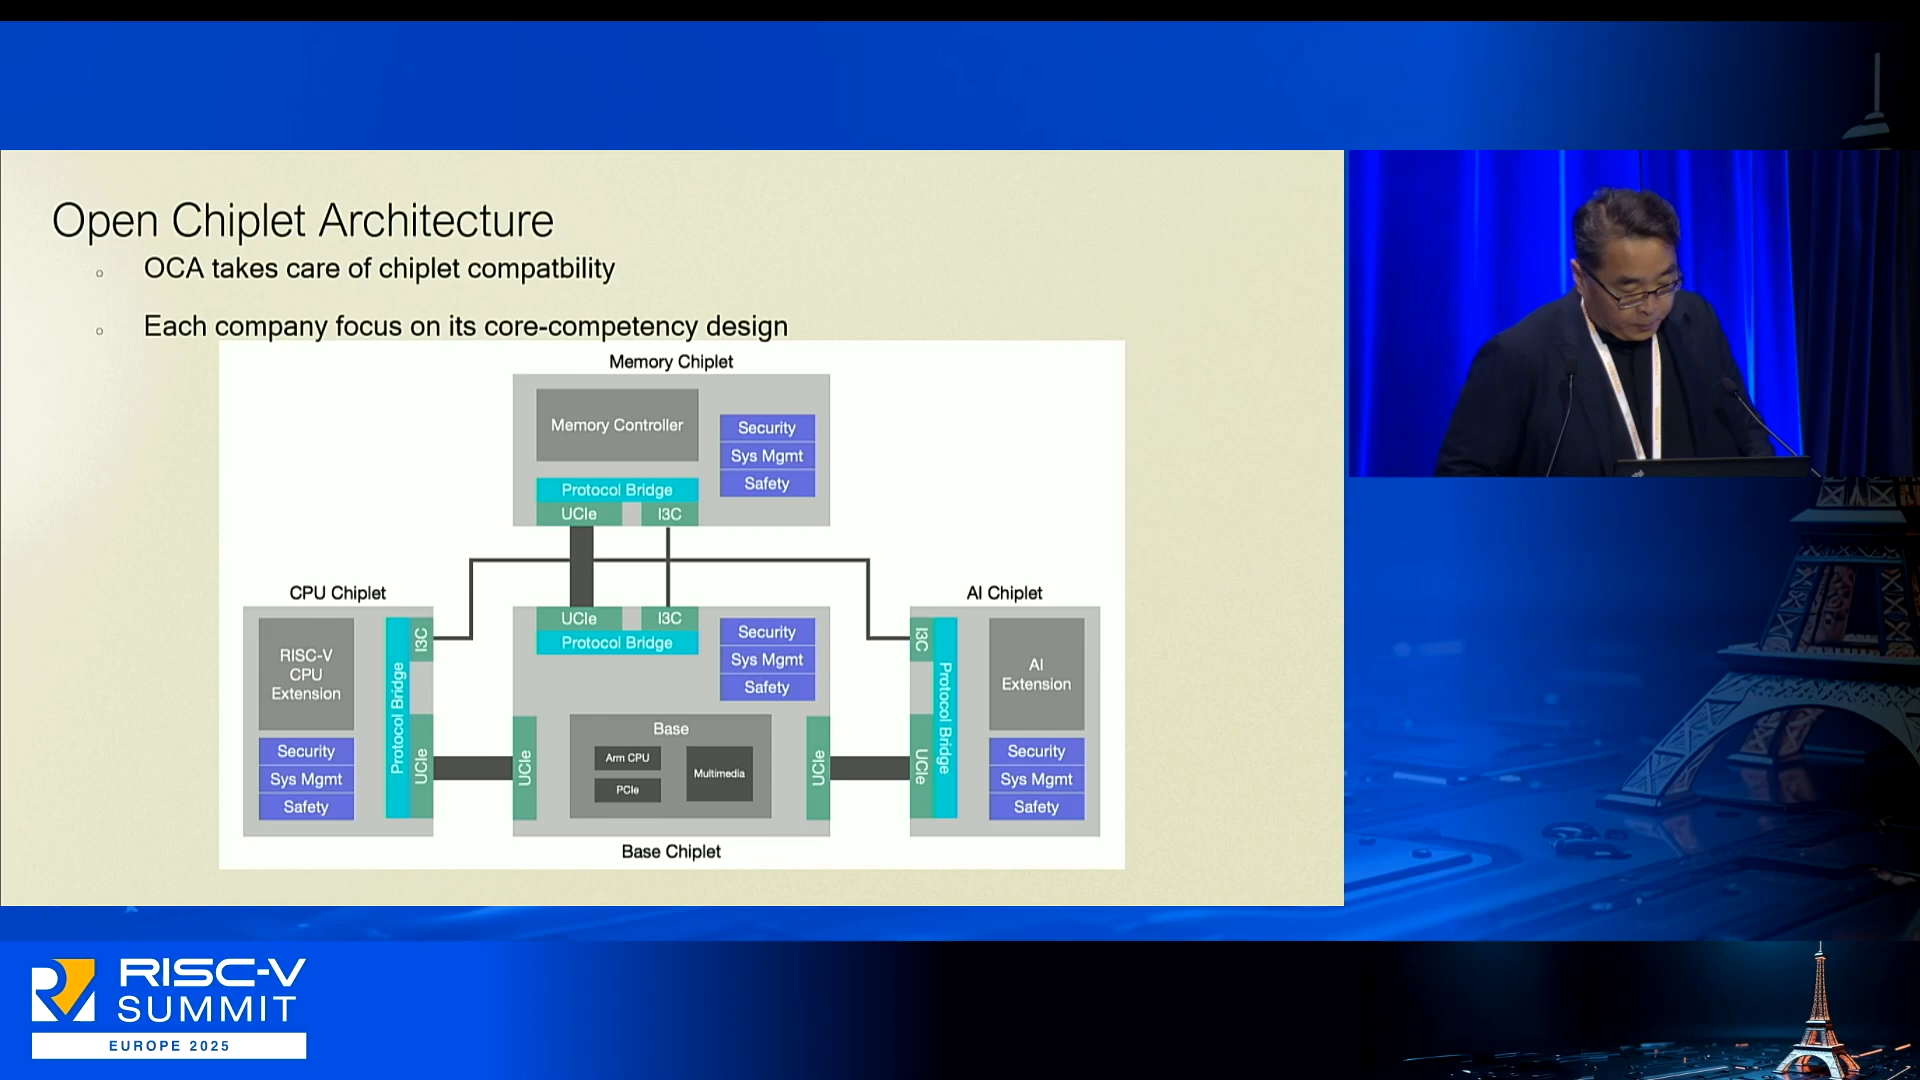 Open Chiplet Architecture
OCA takes care of chiplet compatbility
Each company focus on its core-competency design
Memory Chiplet
Memory Controller
Security
Sys Mgmt
Safety
Protocol Bridge
UCIe
I3C
CPU Chiplet
RISC-V
CPU
Extension
Security
Sys Mgmt
Safety
Protocol Bridge
I3C
UCIe
UCIe
I3C
Protocol Bridge
Security
Sys Mgmt
Safety
UCIe
Base
Arm CPU
PCIe
Multimedia
UCIe
Base Chiplet
AI Chiplet
I3C
UCIe
Protocol Bridge
AI
Extension
Security
Sys Mgmt
Safety
RISC-V
SUMMIT
EUROPE 2025